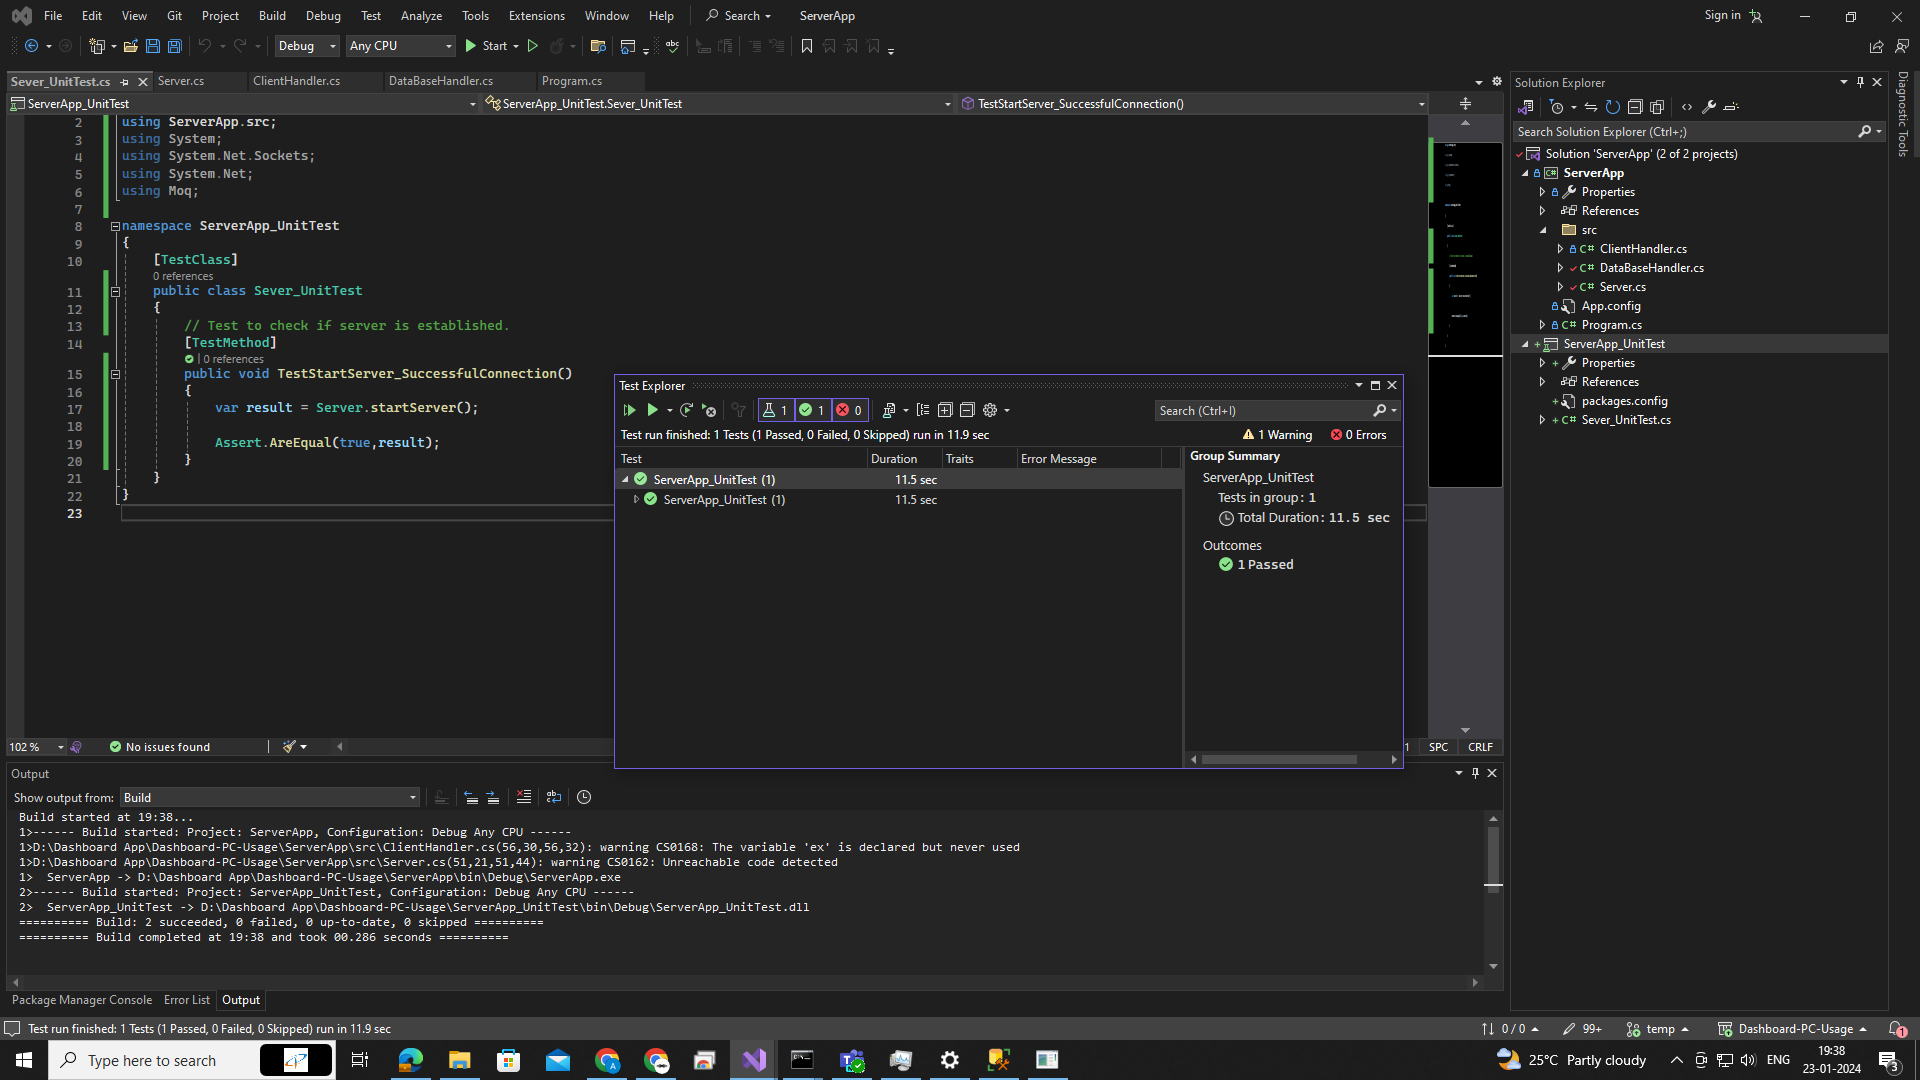 File Edit View Git Project Build Debug Test Analyze Tools Extensions Window Help Search ServerApp Sign in
Debug Any CPU Start
Sever_UnitTest.cs Server.cs ClientHandler.cs DataBaseHandler.cs Program.cs
ServerApp_UnitTest ServerApp_UnitTest.Sever_UnitTest TestStartServer_SuccessfulConnection()
2 using ServerApp.src;
3 using System;
4 using System.Net.Sockets;
5 using System.Net;
6 using Moq;
7
8 namespace ServerApp_UnitTest
9 {
10 [TestClass]
0 references
11 public class Sever_UnitTest
12 {
13 // Test to check if server is established.
14 [TestMethod]
| 0 references
15 public void TestStartServer_SuccessfulConnection()
16 {
17 var result = Server.startServer();
18
19 Assert.AreEqual(true,result);
20 }
21 }
22 }
23
Test Explorer
1 1 0 Search (Ctrl+I)
Test run finished: 1 Tests (1 Passed, 0 Failed, 0 Skipped) run in 11.9 sec 1 Warning 0 Errors
Test Duration Traits Error Message
ServerApp_UnitTest (1) 11.5 sec
ServerApp_UnitTest (1) 11.5 sec
Group Summary
ServerApp_UnitTest
Tests in group: 1
Total Duration: 11.5 sec
Outcomes
1 Passed
102 % No issues found 1 SPC CRLF
Output
Show output from: Build
Build started at 19:38...
1>------ Build started: Project: ServerApp, Configuration: Debug Any CPU ------
1>D:\Dashboard App\Dashboard-PC-Usage\ServerApp\src\ClientHandler.cs(56,30,56,32): warning CS0168: The variable 'ex' is declared but never used
1>D:\Dashboard App\Dashboard-PC-Usage\ServerApp\src\Server.cs(51,21,51,44): warning CS0162: Unreachable code detected
1> ServerApp -> D:\Dashboard App\Dashboard-PC-Usage\ServerApp\bin\Debug\ServerApp.exe
2>------ Build started: Project: ServerApp_UnitTest, Configuration: Debug Any CPU ------
2> ServerApp_UnitTest -> D:\Dashboard App\Dashboard-PC-Usage\ServerApp_UnitTest\bin\Debug\ServerApp_UnitTest.dll
========== Build: 2 succeeded, 0 failed, 0 up-to-date, 0 skipped ==========
========== Build completed at 19:38 and took 00.286 seconds ==========
Package Manager Console Error List Output
Solution Explorer
Search Solution Explorer (Ctrl+;)
Solution 'ServerApp' (2 of 2 projects)
ServerApp
Properties
References
src
ClientHandler.cs
DataBaseHandler.cs
Server.cs
App.config
Program.cs
ServerApp_UnitTest
Properties
References
packages.config
Sever_UnitTest.cs
Diagnostic Tools
Test run finished: 1 Tests (1 Passed, 0 Failed, 0 Skipped) run in 11.9 sec 0 / 0 99+ temp Dashboard-PC-Usage 1
Type here to search 25°C Partly cloudy ENG 19:38
23-01-2024 3